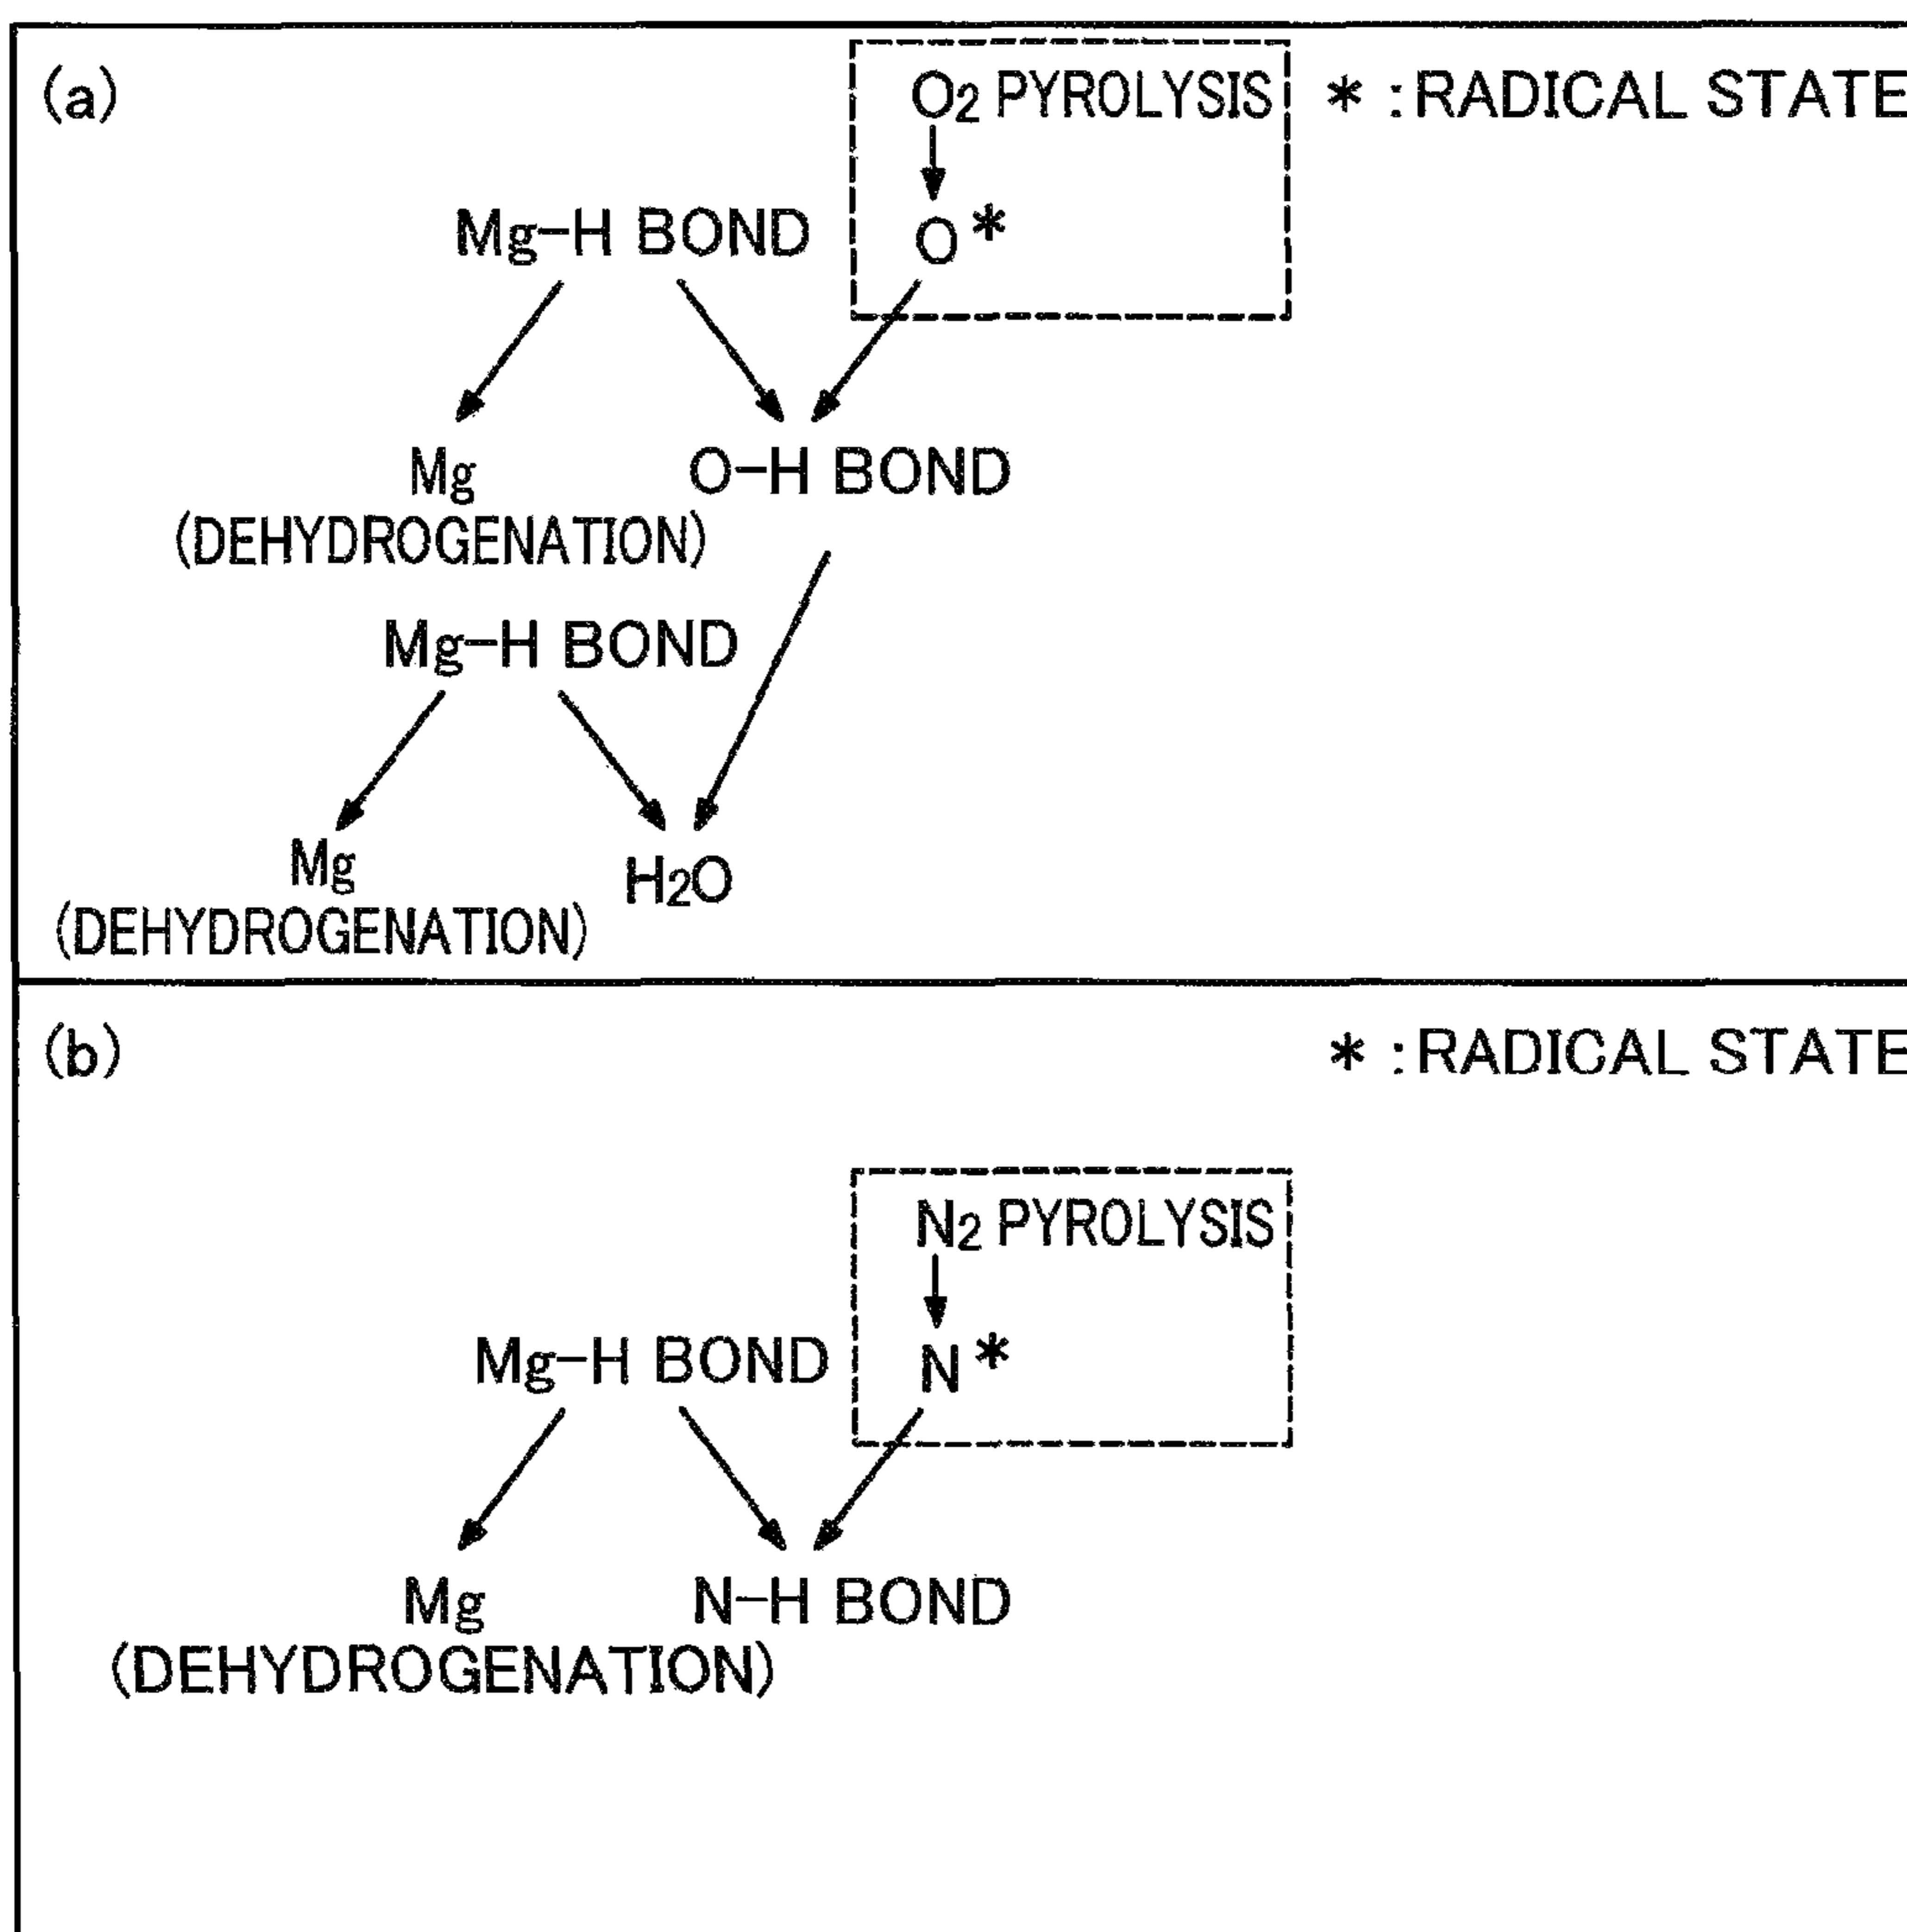 (a)
O2 PYROLYSIS
* : RADICAL STATE
Mg-H BOND
O*
Mg
O-H BOND
(DEHYDROGENATION)
Mg-H BOND
Mg
H2O
(DEHYDROGENATION)
(b)
* : RADICAL STATE
N2 PYROLYSIS
Mg-H BOND
N*
Mg
N-H BOND
(DEHYDROGENATION)